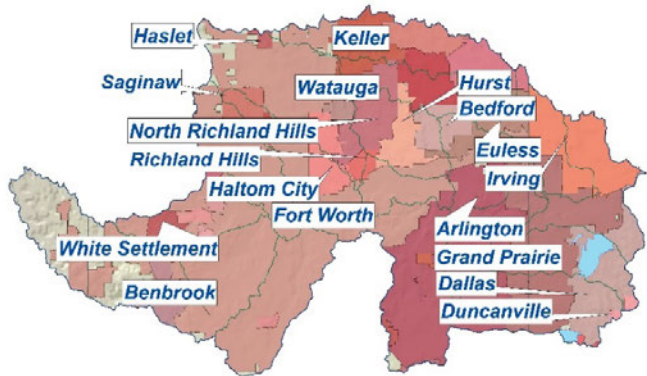 Haslet
Keller
Saginaw
Watauga
Hurst
Bedford
North Richland Hills
Richland Hills
Euless
Irving
Haltom City
Fort Worth
Arlington
White Settlement
Grand Prairie
Dallas
Benbrook
Duncanville